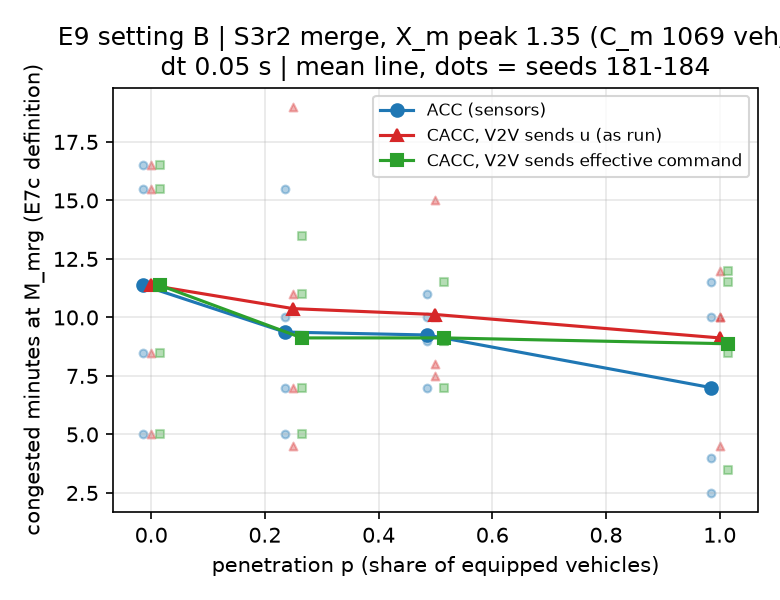 E9 setting B | S3r2 merge, X_m peak 1.35 (C_m 1069 veh,
dt 0.05 s | mean line, dots = seeds 181-184
congested minutes at M_mrg (E7c definition)
17.5
15.0
12.5
10.0
7.5
5.0
2.5
ACC (sensors)
CACC, V2V sends u (as run)
CACC, V2V sends effective command
0.0 0.2 0.4 0.6 0.8 1.0
penetration p (share of equipped vehicles)